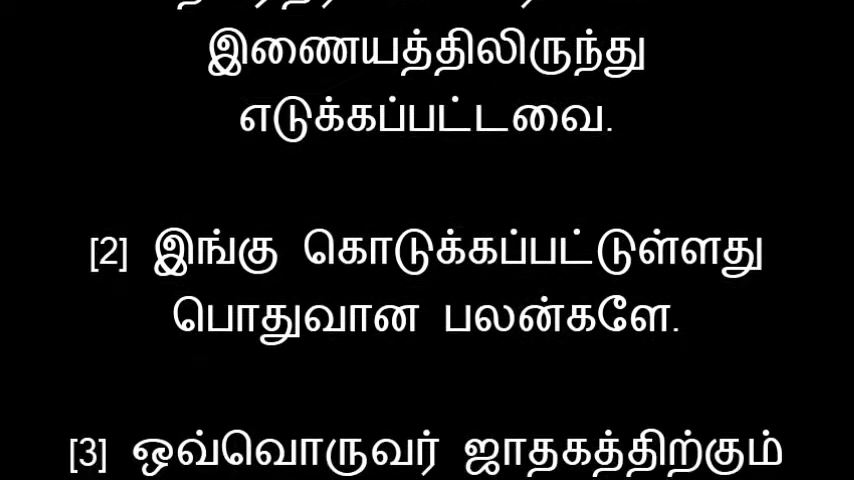 இணையத்திலிருந்து
எடுக்கப்பட்டவை.
[2] இங்கு கொடுக்கப்பட்டுள்ளது
பொதுவான பலன்களே.
[3] ஒவ்வொருவர் ஜாதகத்திற்கும்